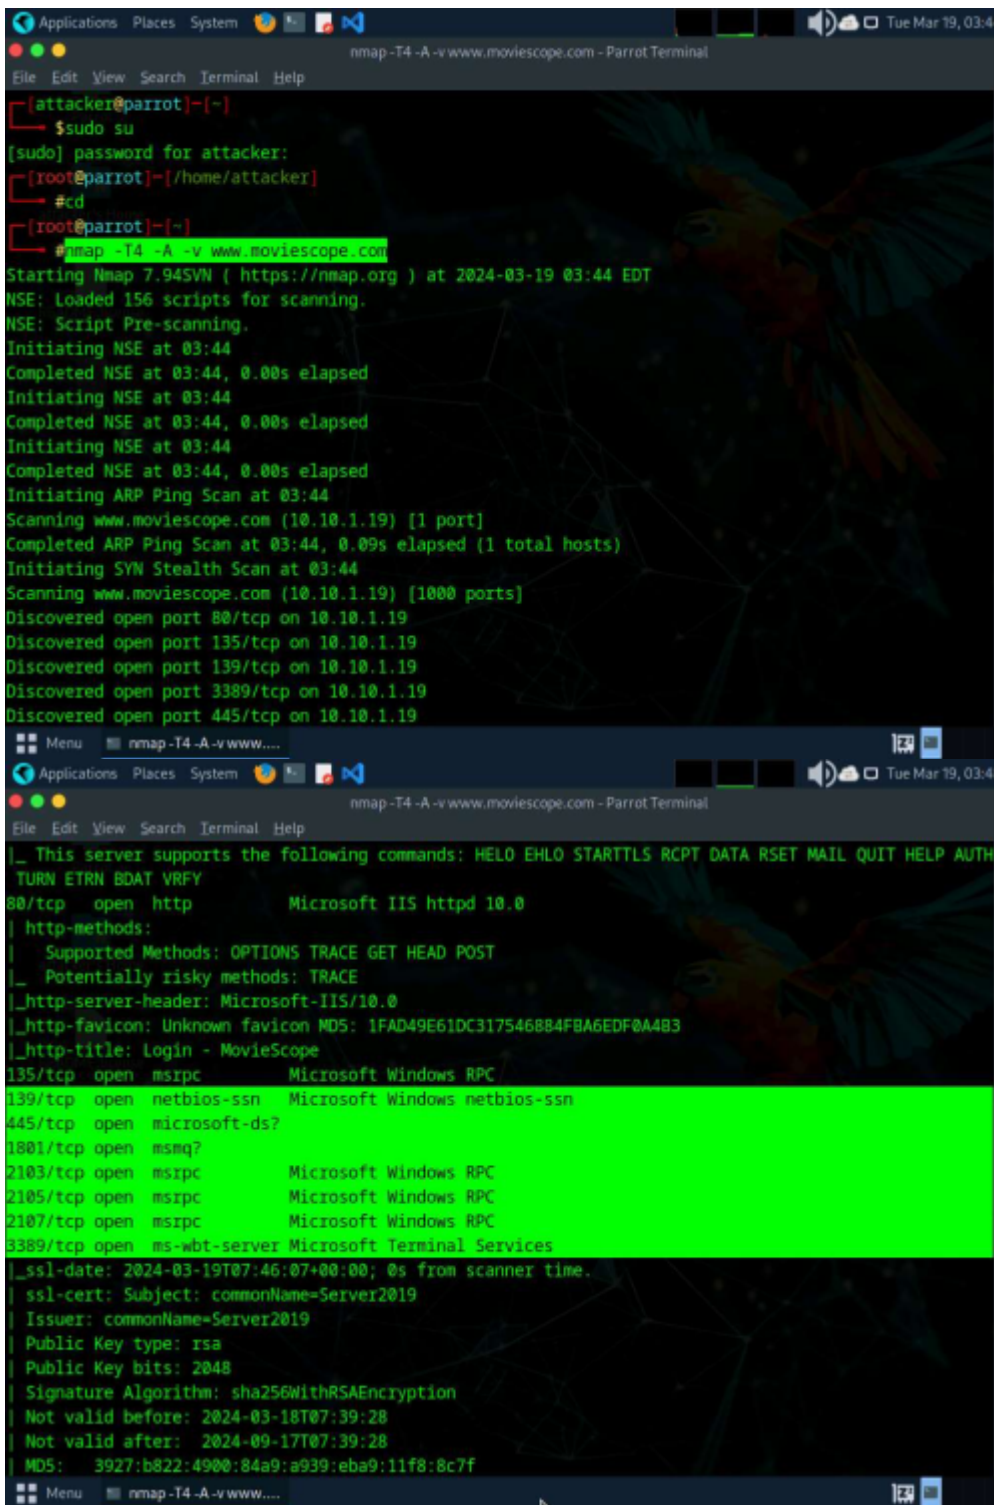 Applications Places System Tue Mar 19, 03:4
nmap -T4 -A -v www.moviescope.com - Parrot Terminal
File Edit View Search Terminal Help
[attacker@parrot]-[~]
$sudo su
[sudo] password for attacker:
[root@parrot]-[/home/attacker]
#cd
[root@parrot]-[~]
#nmap -T4 -A -v www.moviescope.com
Starting Nmap 7.94SVN ( https://nmap.org ) at 2024-03-19 03:44 EDT
NSE: Loaded 156 scripts for scanning.
NSE: Script Pre-scanning.
Initiating NSE at 03:44
Completed NSE at 03:44, 0.00s elapsed
Initiating NSE at 03:44
Completed NSE at 03:44, 0.00s elapsed
Initiating NSE at 03:44
Completed NSE at 03:44, 0.00s elapsed
Initiating ARP Ping Scan at 03:44
Scanning www.moviescope.com (10.10.1.19) [1 port]
Completed ARP Ping Scan at 03:44, 0.09s elapsed (1 total hosts)
Initiating SYN Stealth Scan at 03:44
Scanning www.moviescope.com (10.10.1.19) [1000 ports]
Discovered open port 80/tcp on 10.10.1.19
Discovered open port 135/tcp on 10.10.1.19
Discovered open port 139/tcp on 10.10.1.19
Discovered open port 3389/tcp on 10.10.1.19
Discovered open port 445/tcp on 10.10.1.19
Menu nmap -T4 -A -v www....
Applications Places System Tue Mar 19, 03:4
nmap -T4 -A -v www.moviescope.com - Parrot Terminal
File Edit View Search Terminal Help
|_ This server supports the following commands: HELO EHLO STARTTLS RCPT DATA RSET MAIL QUIT HELP AUTH
TURN ETRN BDAT VRFY
80/tcp open http Microsoft IIS httpd 10.0
| http-methods:
| Supported Methods: OPTIONS TRACE GET HEAD POST
|_ Potentially risky methods: TRACE
|_http-server-header: Microsoft-IIS/10.0
|_http-favicon: Unknown favicon MD5: 1FAD49E61DC317546884FBA6EDF0A4B3
|_http-title: Login - MovieScope
135/tcp open msrpc Microsoft Windows RPC
139/tcp open netbios-ssn Microsoft Windows netbios-ssn
445/tcp open microsoft-ds?
1801/tcp open msmq?
2103/tcp open msrpc Microsoft Windows RPC
2105/tcp open msrpc Microsoft Windows RPC
2107/tcp open msrpc Microsoft Windows RPC
3389/tcp open ms-wbt-server Microsoft Terminal Services
|_ssl-date: 2024-03-19T07:46:07+00:00; 0s from scanner time.
| ssl-cert: Subject: commonName=Server2019
| Issuer: commonName=Server2019
| Public Key type: rsa
| Public Key bits: 2048
| Signature Algorithm: sha256WithRSAEncryption
| Not valid before: 2024-03-18T07:39:28
| Not valid after: 2024-09-17T07:39:28
| MD5: 3927:b822:4900:84a9:a939:eba9:11f8:8c7f
Menu nmap -T4 -A -v www....